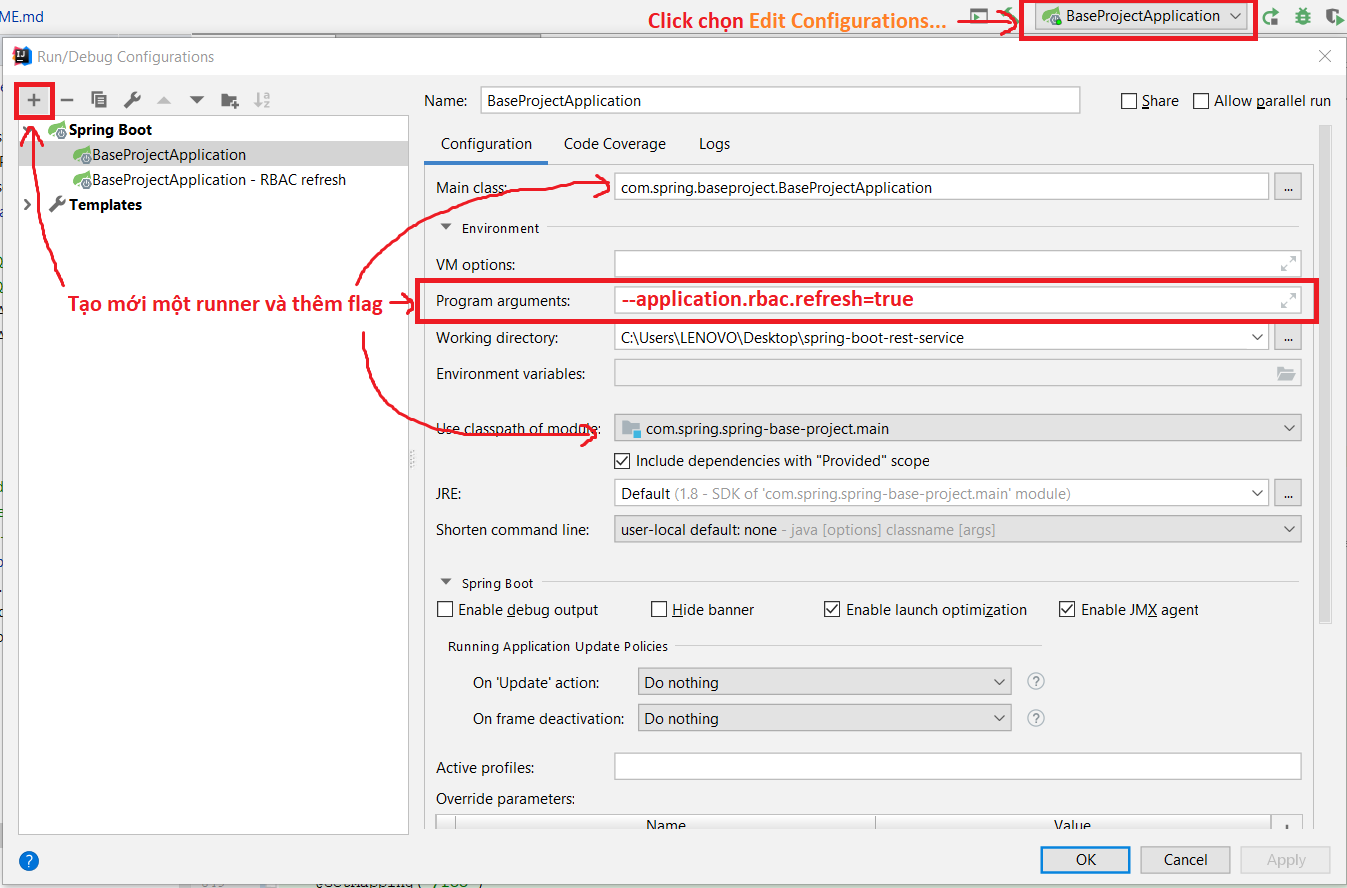 ME.md
Click chọn Edit Configurations...
BaseProjectApplication
Run/Debug Configurations
Name: BaseProjectApplication
Share
Allow parallel run
Spring Boot
BaseProjectApplication
BaseProjectApplication - RBAC refresh
Templates
Tạo mới một runner và thêm flag
Configuration Code Coverage Logs
Main class: com.spring.baseproject.BaseProjectApplication ...
Environment
VM options:
Program arguments: --application.rbac.refresh=true
Working directory: C:\Users\LENOVO\Desktop\spring-boot-rest-service ...
Environment variables:
Use classpath of module: com.spring.spring-base-project.main
Include dependencies with "Provided" scope
JRE: Default (1.8 - SDK of 'com.spring.spring-base-project.main' module) ...
Shorten command line: user-local default: none - java [options] classname [args]
Spring Boot
Enable debug output Hide banner Enable launch optimization Enable JMX agent
Running Application Update Policies
On 'Update' action: Do nothing ?
On frame deactivation: Do nothing ?
Active profiles:
Override parameters:
Name Value
? OK Cancel Apply